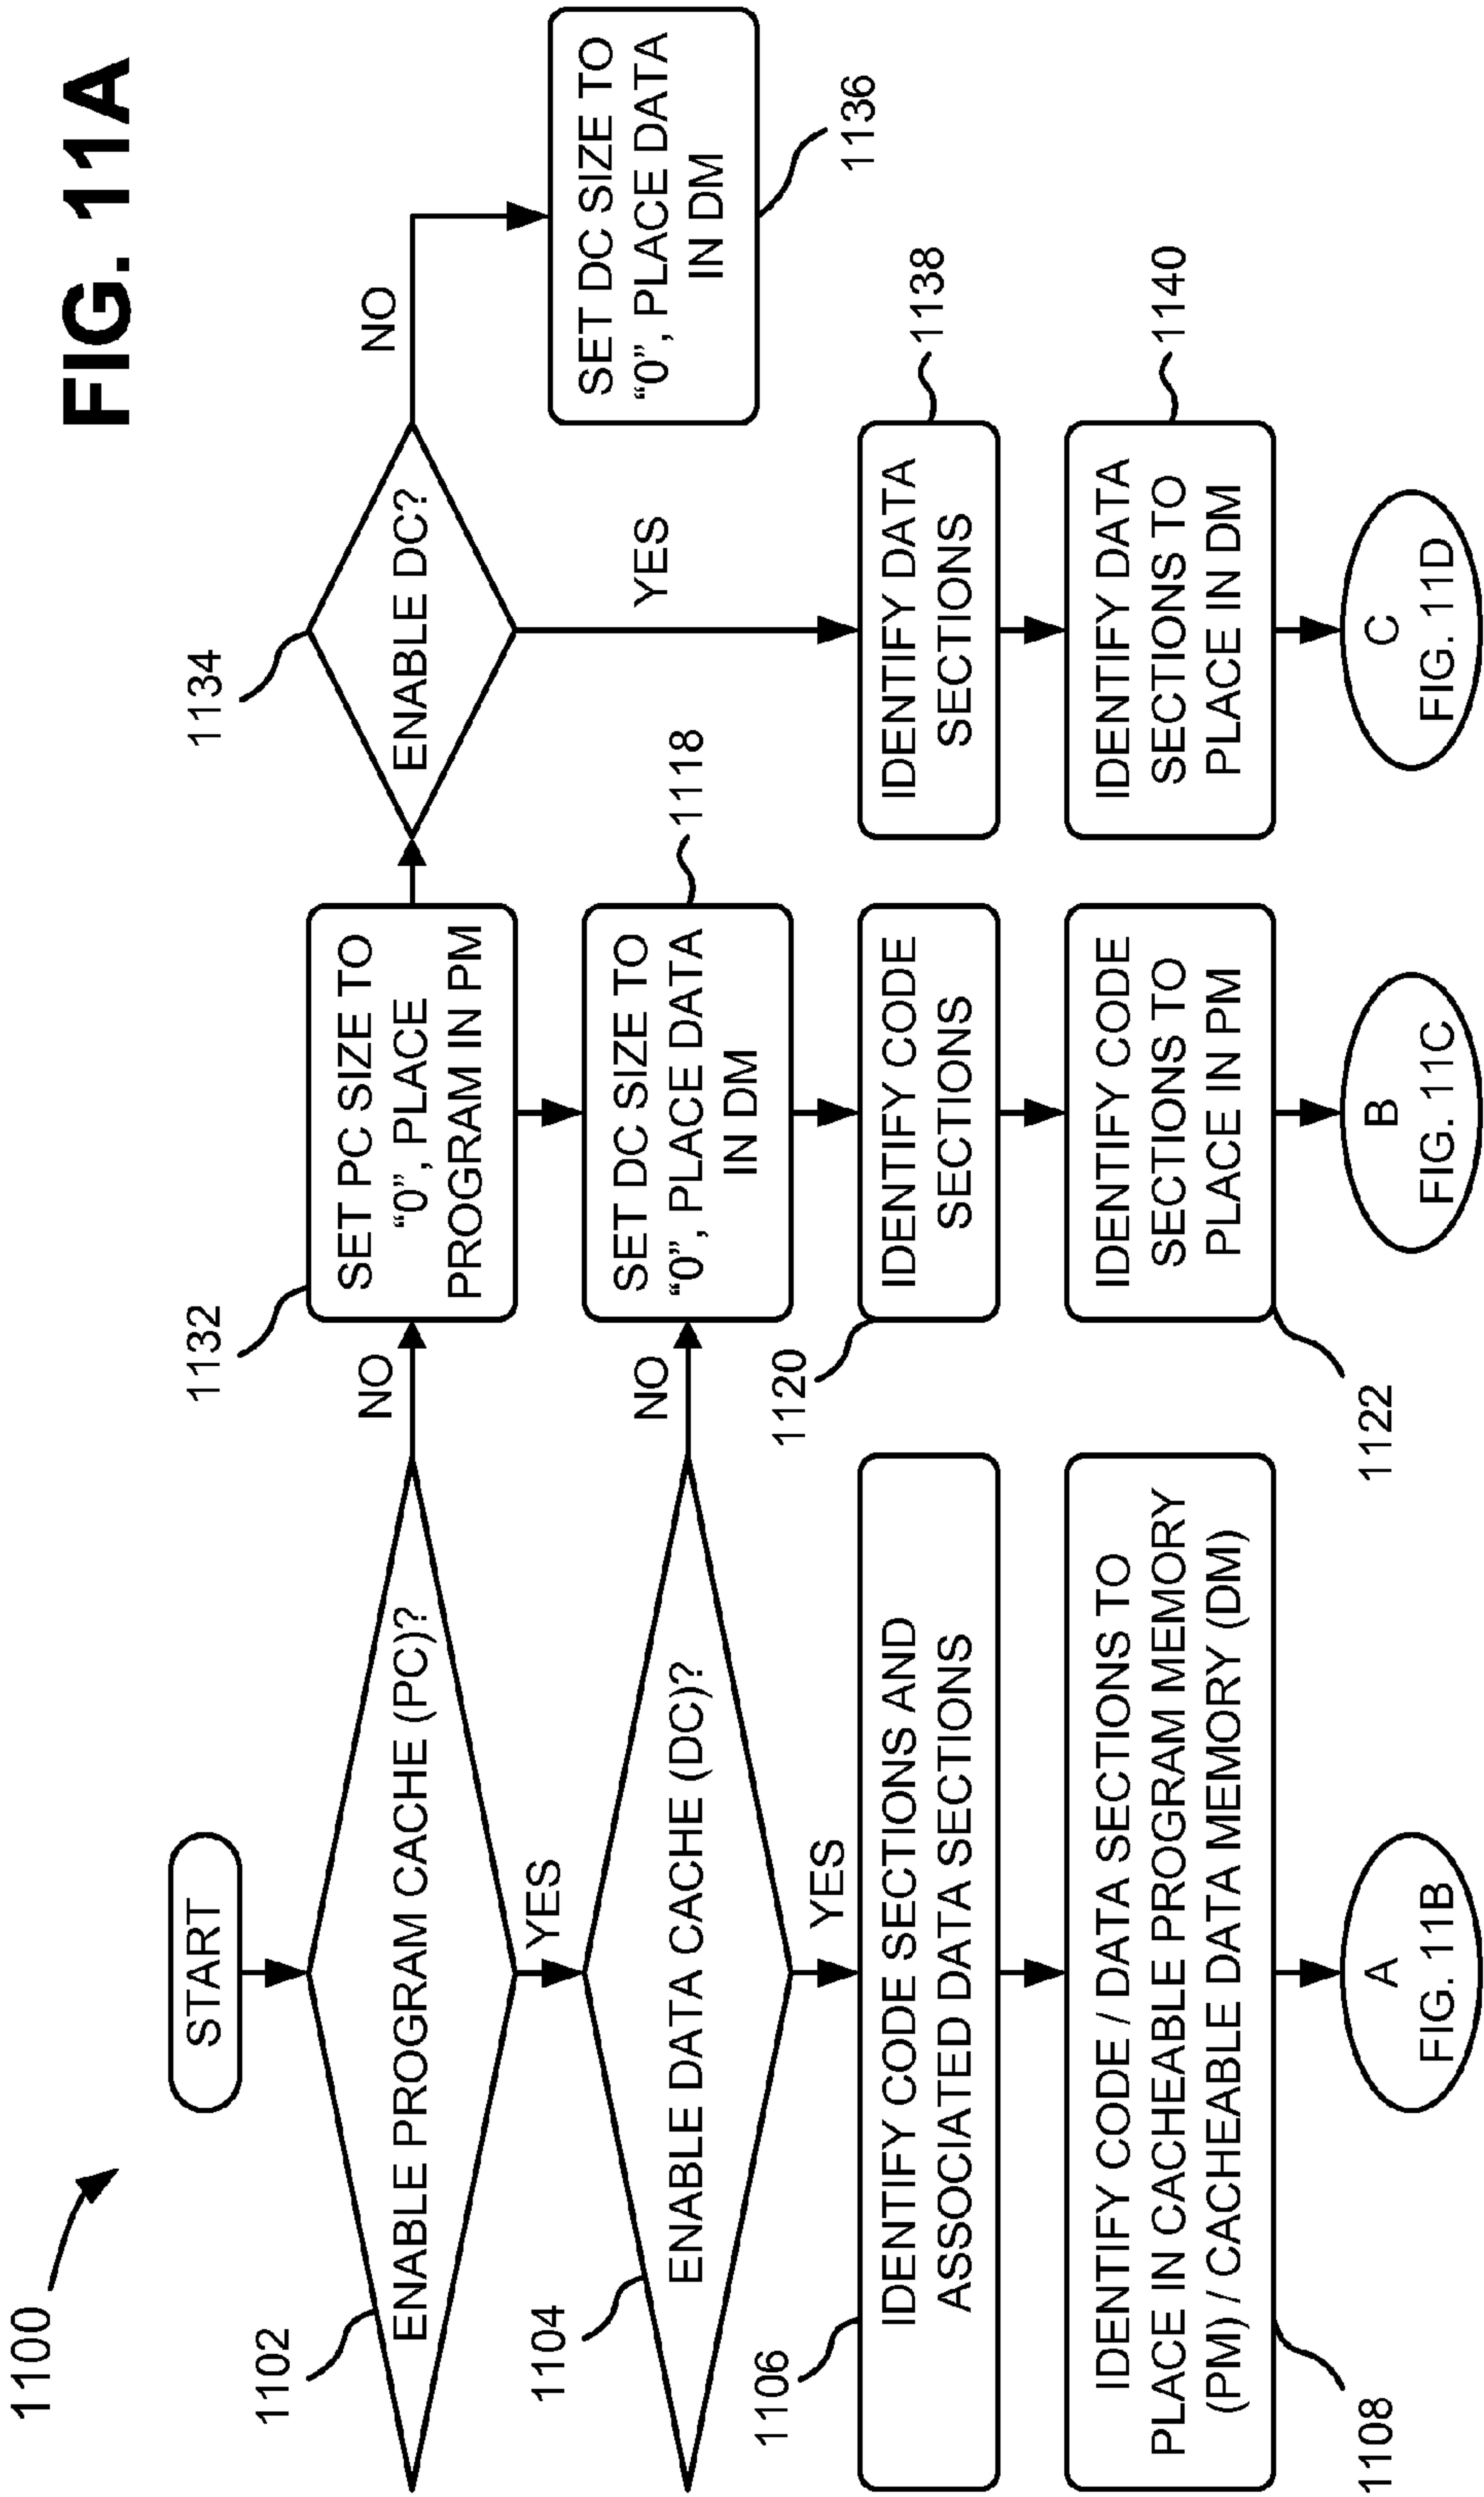 FIG. 11A
1100
START
1102
ENABLE PROGRAM CACHE (PC)?
NO
YES
1104
ENABLE DATA CACHE (DC)?
NO
YES
1106
IDENTIFY CODE SECTIONS AND
ASSOCIATED DATA SECTIONS
1108
IDENTIFY CODE / DATA SECTIONS TO
PLACE IN CACHEABLE PROGRAM MEMORY
(PM) / CACHEABLE DATA MEMORY (DM)
A
FIG. 11B
1132
SET PC SIZE TO
“0”, PLACE
PROGRAM IN PM
1118
SET DC SIZE TO
“0”, PLACE DATA
IN DM
1120
IDENTIFY CODE
SECTIONS
1122
IDENTIFY CODE
SECTIONS TO
PLACE IN PM
B
FIG. 11C
1134
ENABLE DC?
NO
YES
SET DC SIZE TO
“0”, PLACE DATA
IN DM
1136
1138
IDENTIFY DATA
SECTIONS
1140
IDENTIFY DATA
SECTIONS TO
PLACE IN DM
C
FIG. 11D